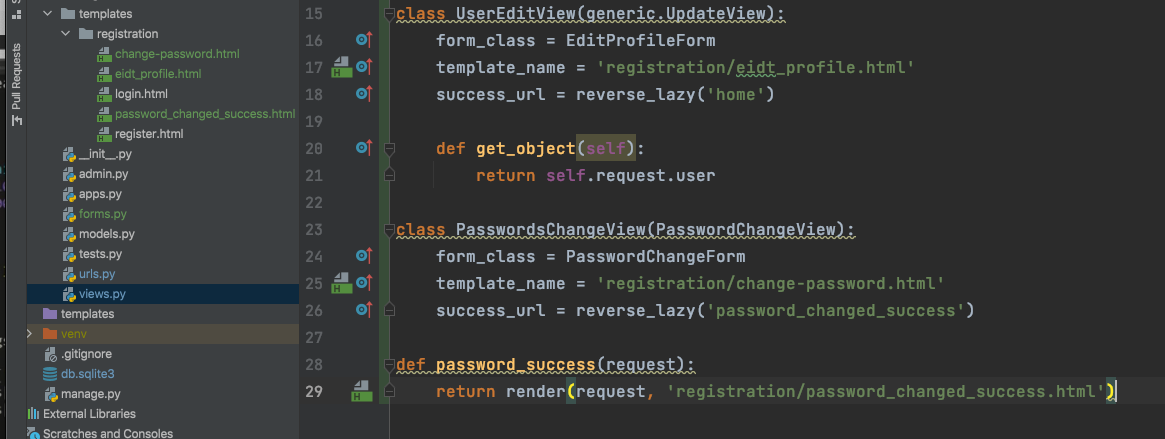 Pull Requests
templates
registration
change-password.html
eidt_profile.html
login.html
password_changed_success.html
register.html
__init__.py
admin.py
apps.py
forms.py
models.py
tests.py
urls.py
views.py
templates
venv
.gitignore
db.sqlite3
manage.py
External Libraries
Scratches and Consoles
15 class UserEditView(generic.UpdateView):
16     form_class = EditProfileForm
17     template_name = 'registration/eidt_profile.html'
18     success_url = reverse_lazy('home')
19
20     def get_object(self):
21         return self.request.user
22
23 class PasswordsChangeView(PasswordChangeView):
24     form_class = PasswordChangeForm
25     template_name = 'registration/change-password.html'
26     success_url = reverse_lazy('password_changed_success')
27
28 def password_success(request):
29     return render(request, 'registration/password_changed_success.html')